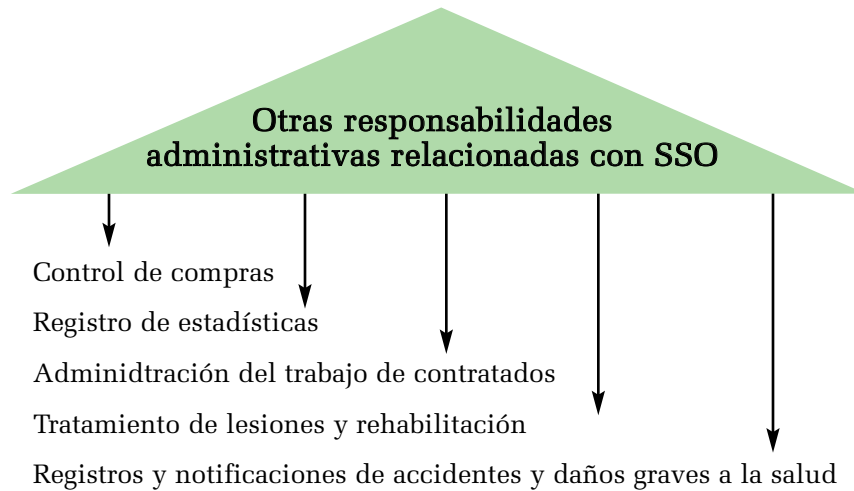 Otras responsabilidades
administrativas relacionadas con SSO
Control de compras
Registro de estadísticas
Adminidtración del trabajo de contratados
Tratamiento de lesiones y rehabilitación
Registros y notificaciones de accidentes y daños graves a la salud